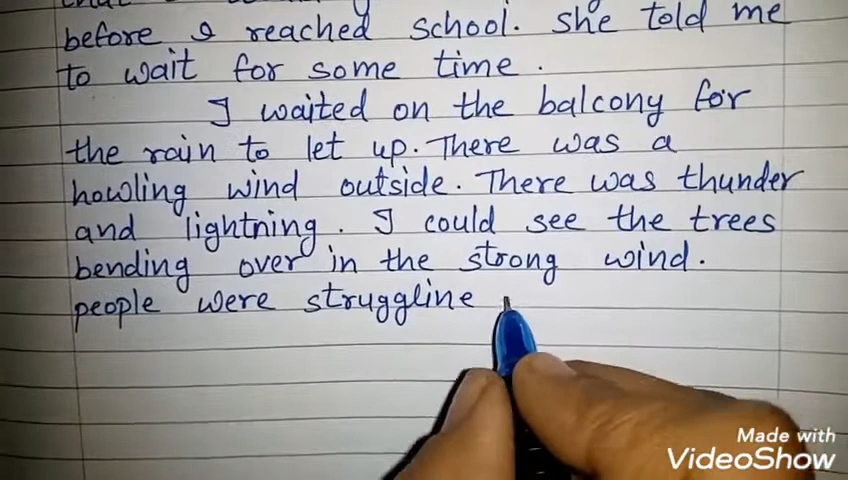 before I reached school. she told me
to wait for some time.
I waited on the balcony for
the rain to let up. There was a
howling wind outside. There was thunder
and lightning. I could see the trees
bending over in the strong wind.
people were struggline
Made with
VideoShow